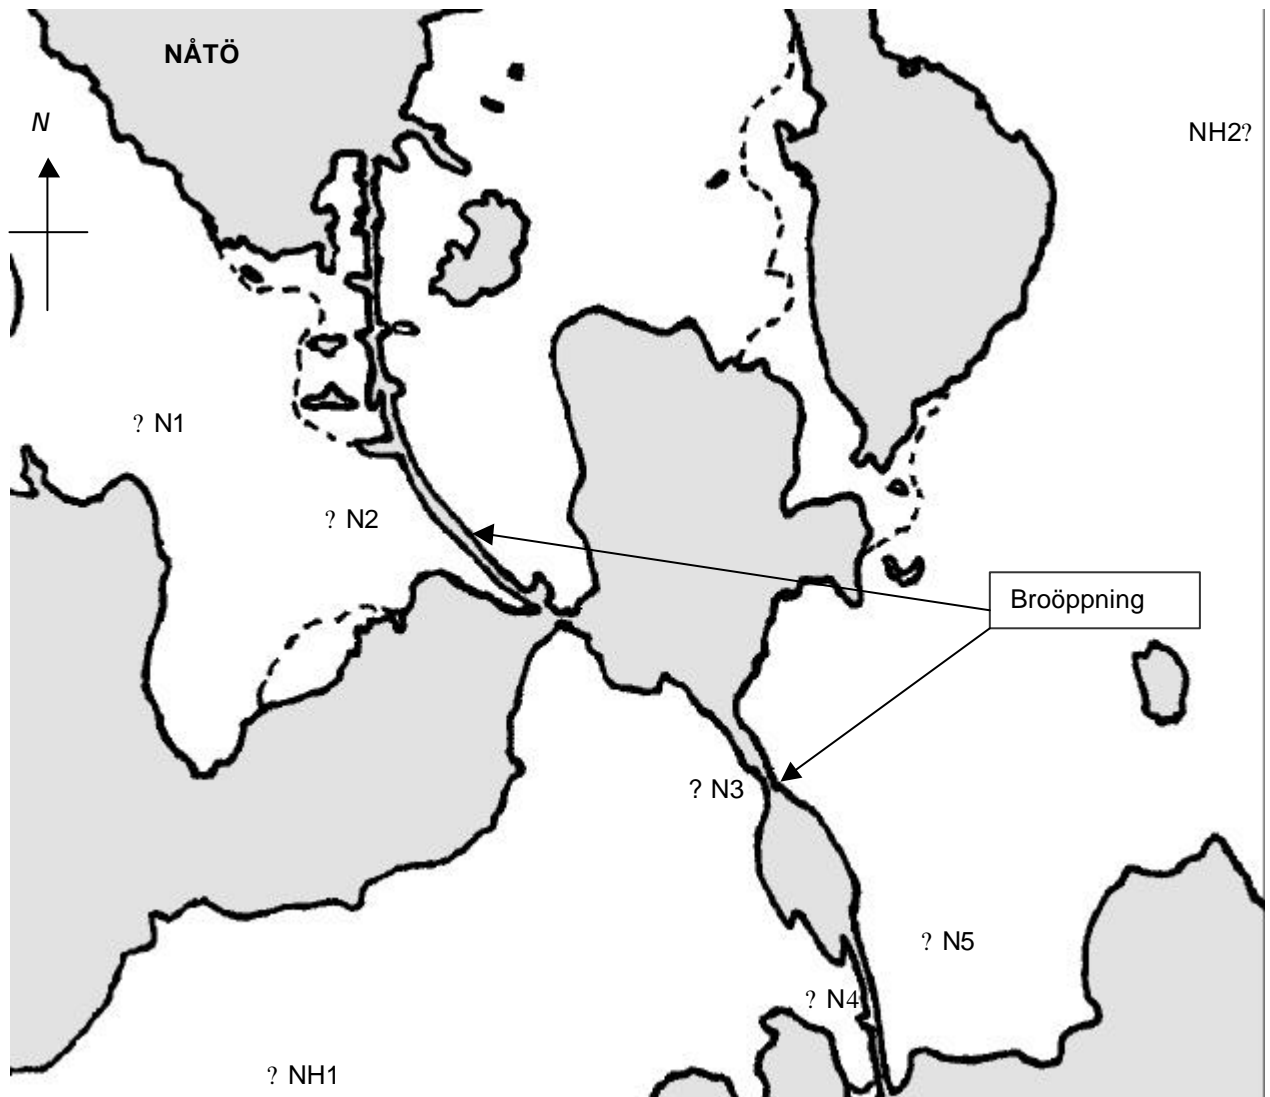 NÅTÖ
N
NH2?
? N1
? N2
Broöppning
? N3
? N5
? N4
? NH1